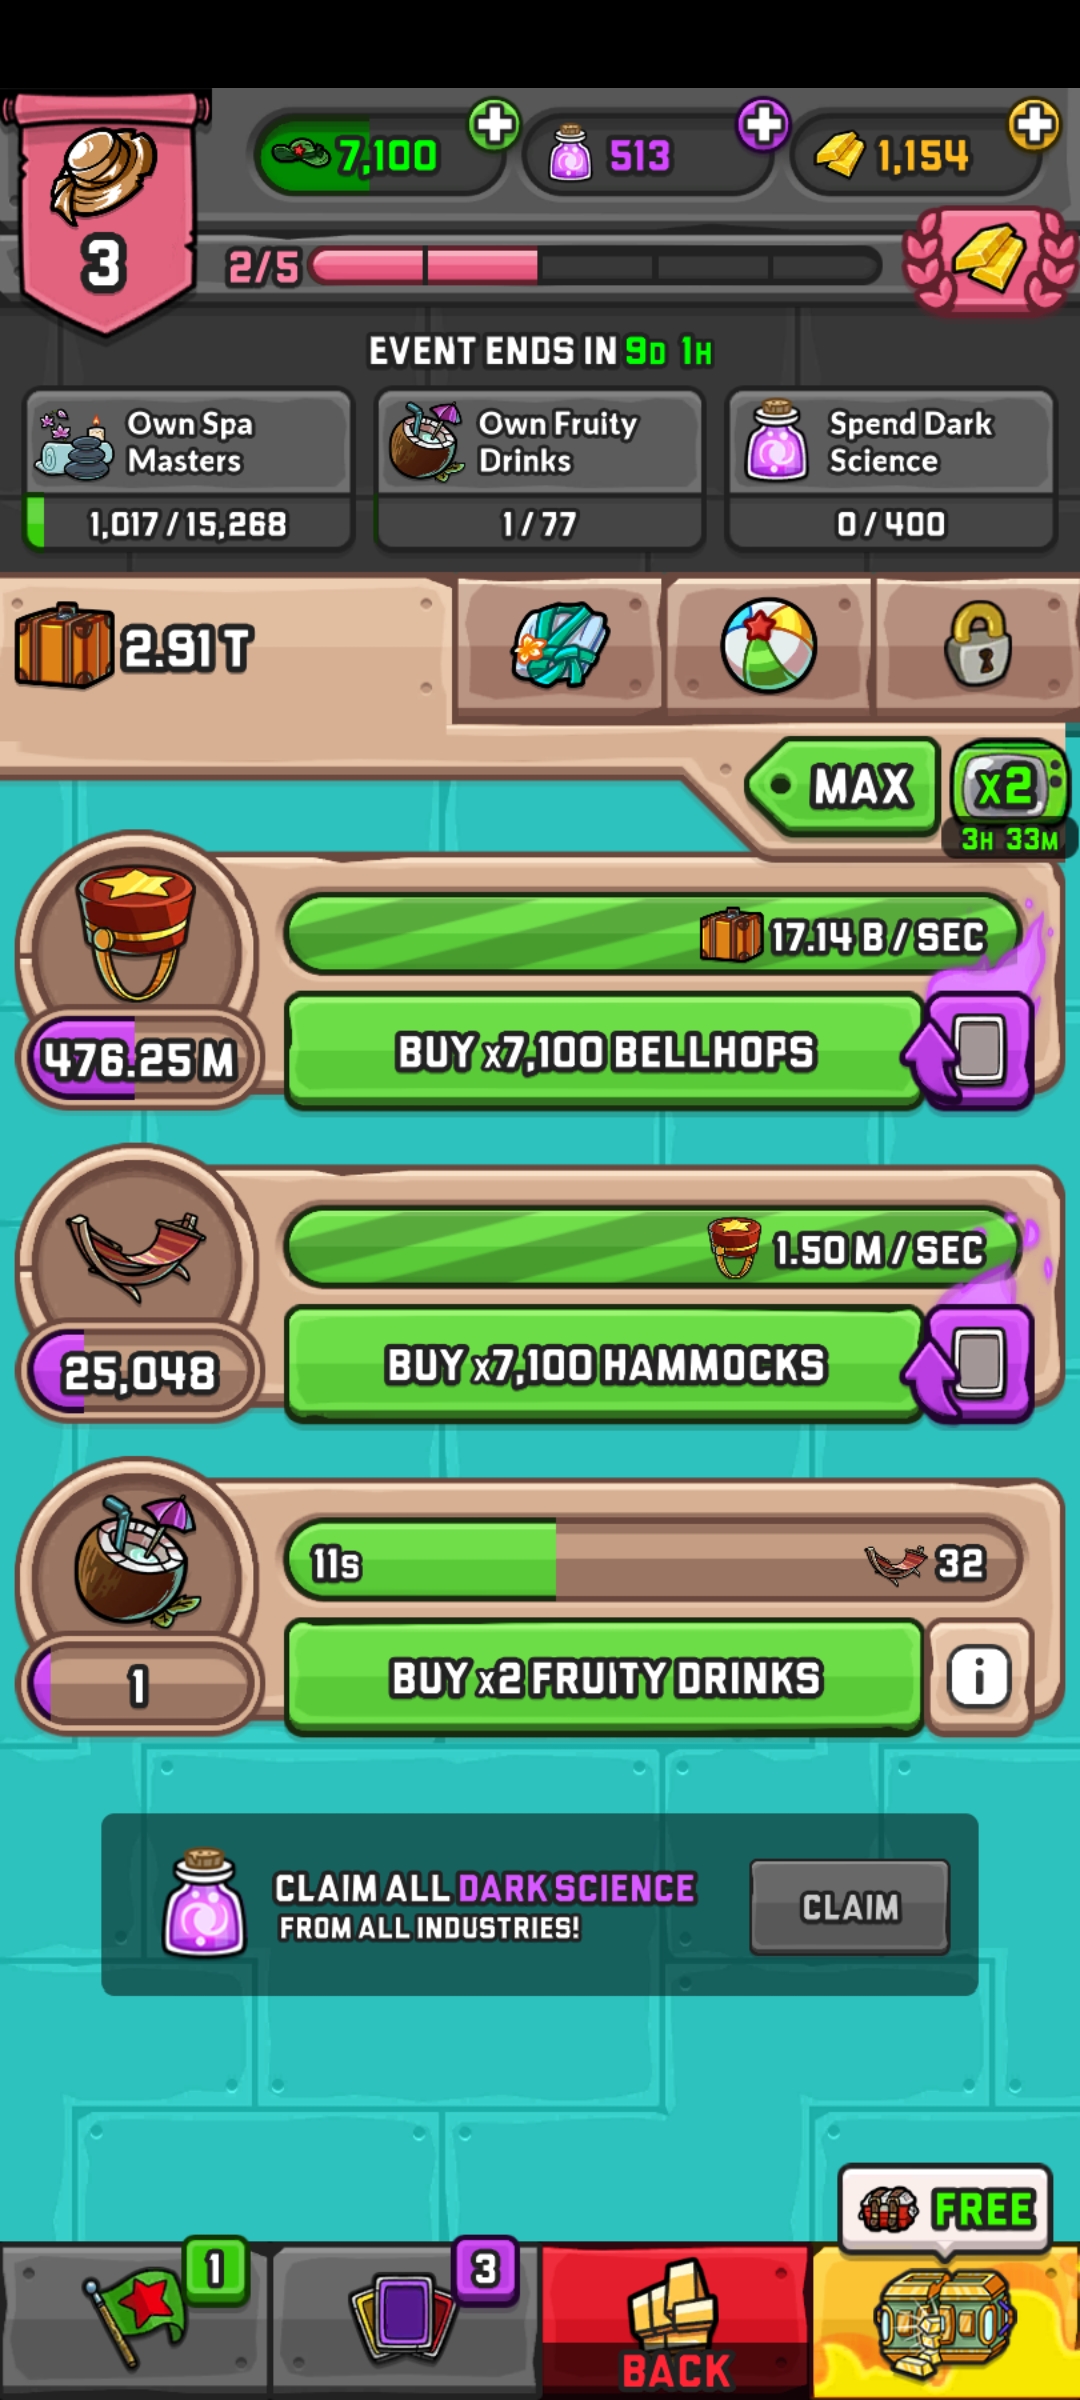 7,100
513
1,154
3
2/5
EVENT ENDS IN 9D 1H
Own Spa
Masters
1,017/15,268
Own Fruity
Drinks
1/77
Spend Dark
Science
0/400
2.91 T
MAX
x2
3H 33M
17.14 B/SEC
476.25 M
BUY x7,100 BELLHOPS
1.50 M/SEC
25,048
BUY x7,100 HAMMOCKS
11s
32
1
BUY x2 FRUITY DRINKS
i
CLAIM ALL DARK SCIENCE
FROM ALL INDUSTRIES!
CLAIM
FREE
1
3
BACK